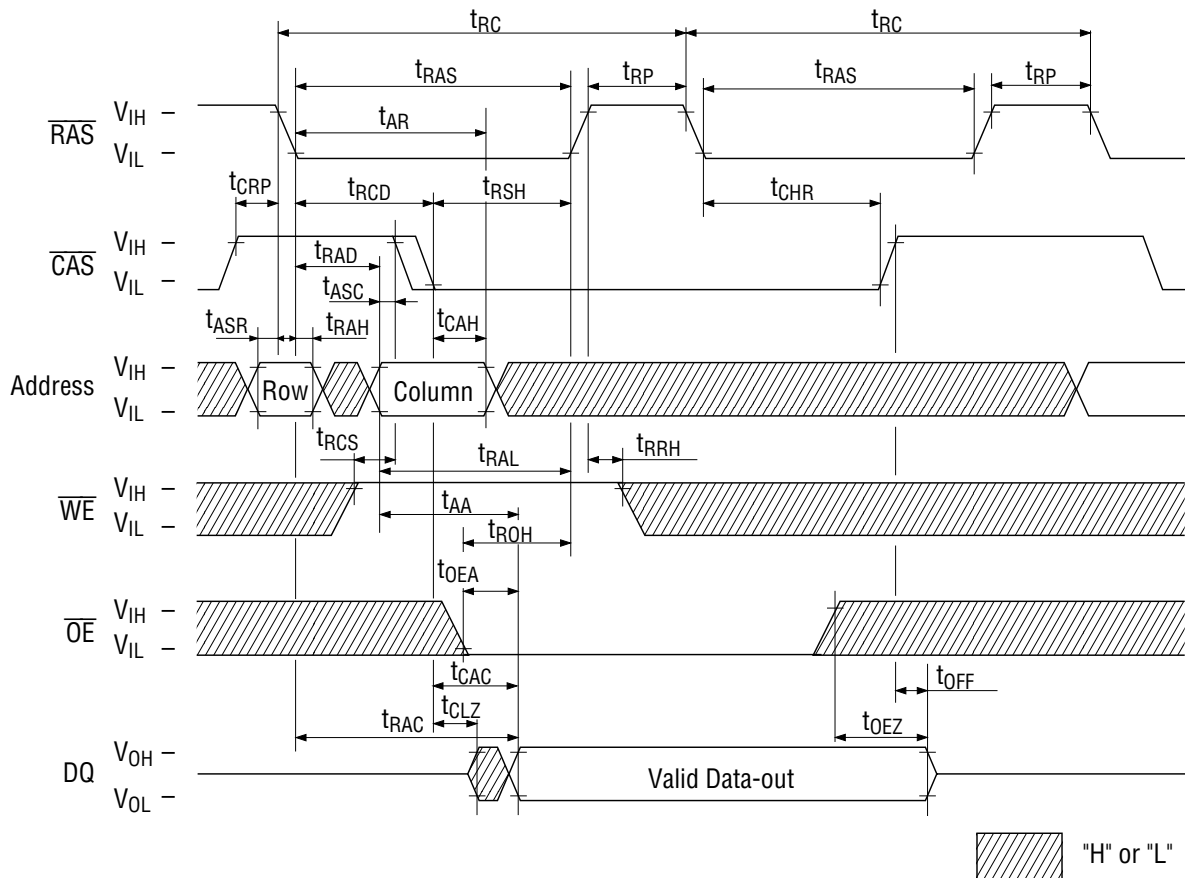 tRC tRC
tRAS tRP tRAS tRP
tAR
RAS VIH –
VIL –
tCRP tRCD tRSH tCHR
CAS VIH –
VIL –
tRAD
tASC
tASR tRAH tCAH
Address VIH –
VIL –
Row Column
tRCS tRAL tRRH
WE VIH –
VIL –
tAA
tROH
tOEA
OE VIH –
VIL –
tCAC tOFF
tCLZ
tRAC tOEZ
DQ VOH –
VOL –
Valid Data-out
"H" or "L"